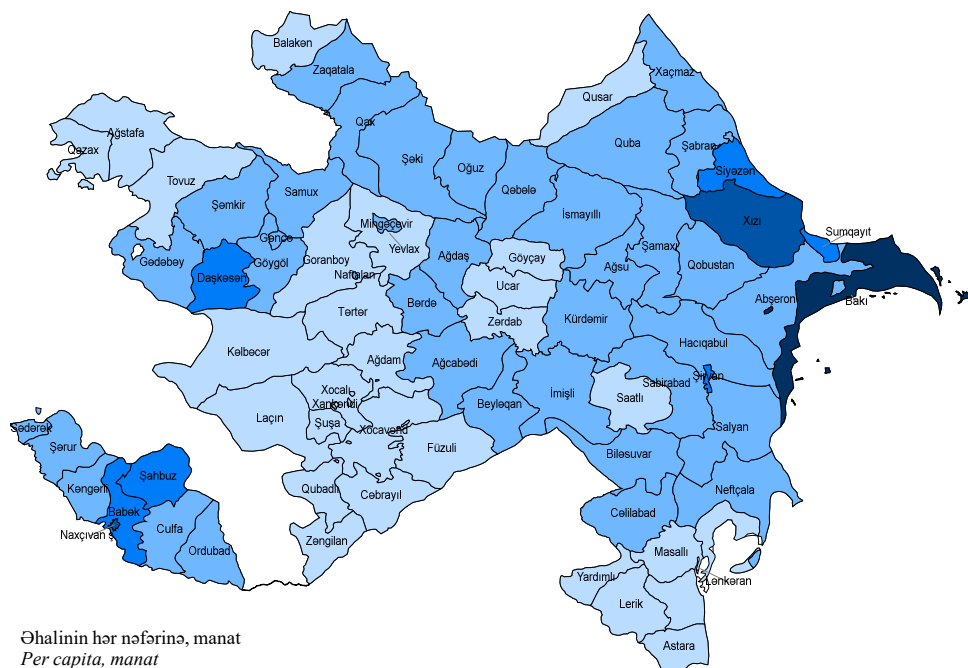 Balakən
Zaqatala
Xaçmaz
Qusar
Qax
Ağstafa
Qazax
Quba
Şabran
Şəki
Oğuz
Siyəzən
Tovuz
Samux
Qəbələ
Şəmkir
İsmayıllı
Xızı
Mingəçevir
Sumqayıt
Gəncə
Yevlax
Şamaxı
Gədəbəy
Göygöl
Goranboy
Ağdaş
Göyçay
Ağsu
Qobustan
Daşkəsən
Naftalan
Ucar
Abşeron
Bakı
Bərdə
Tərtər
Zərdab
Kürdəmir
Hacıqabul
Kəlbəcər
Ağdam
Ağcabədi
Şirvan
Sabirabad
Xocalı
İmişli
Saatlı
Xankəndi
Beyləqan
Laçın
Şuşa
Xocavənd
Salyan
Sədərək
Şərur
Füzuli
Biləsuvar
Şahbuz
Kəngərli
Qubadlı
Cəbrayıl
Neftçala
Babək
Cəlilabad
Culfa
Naxçıvan ş
Zəngilan
Ordubad
Masallı
Yardımlı
Lənkəran
Lerik
Astara
Əhalinin hər nəfərinə, manat
Per capita, manat